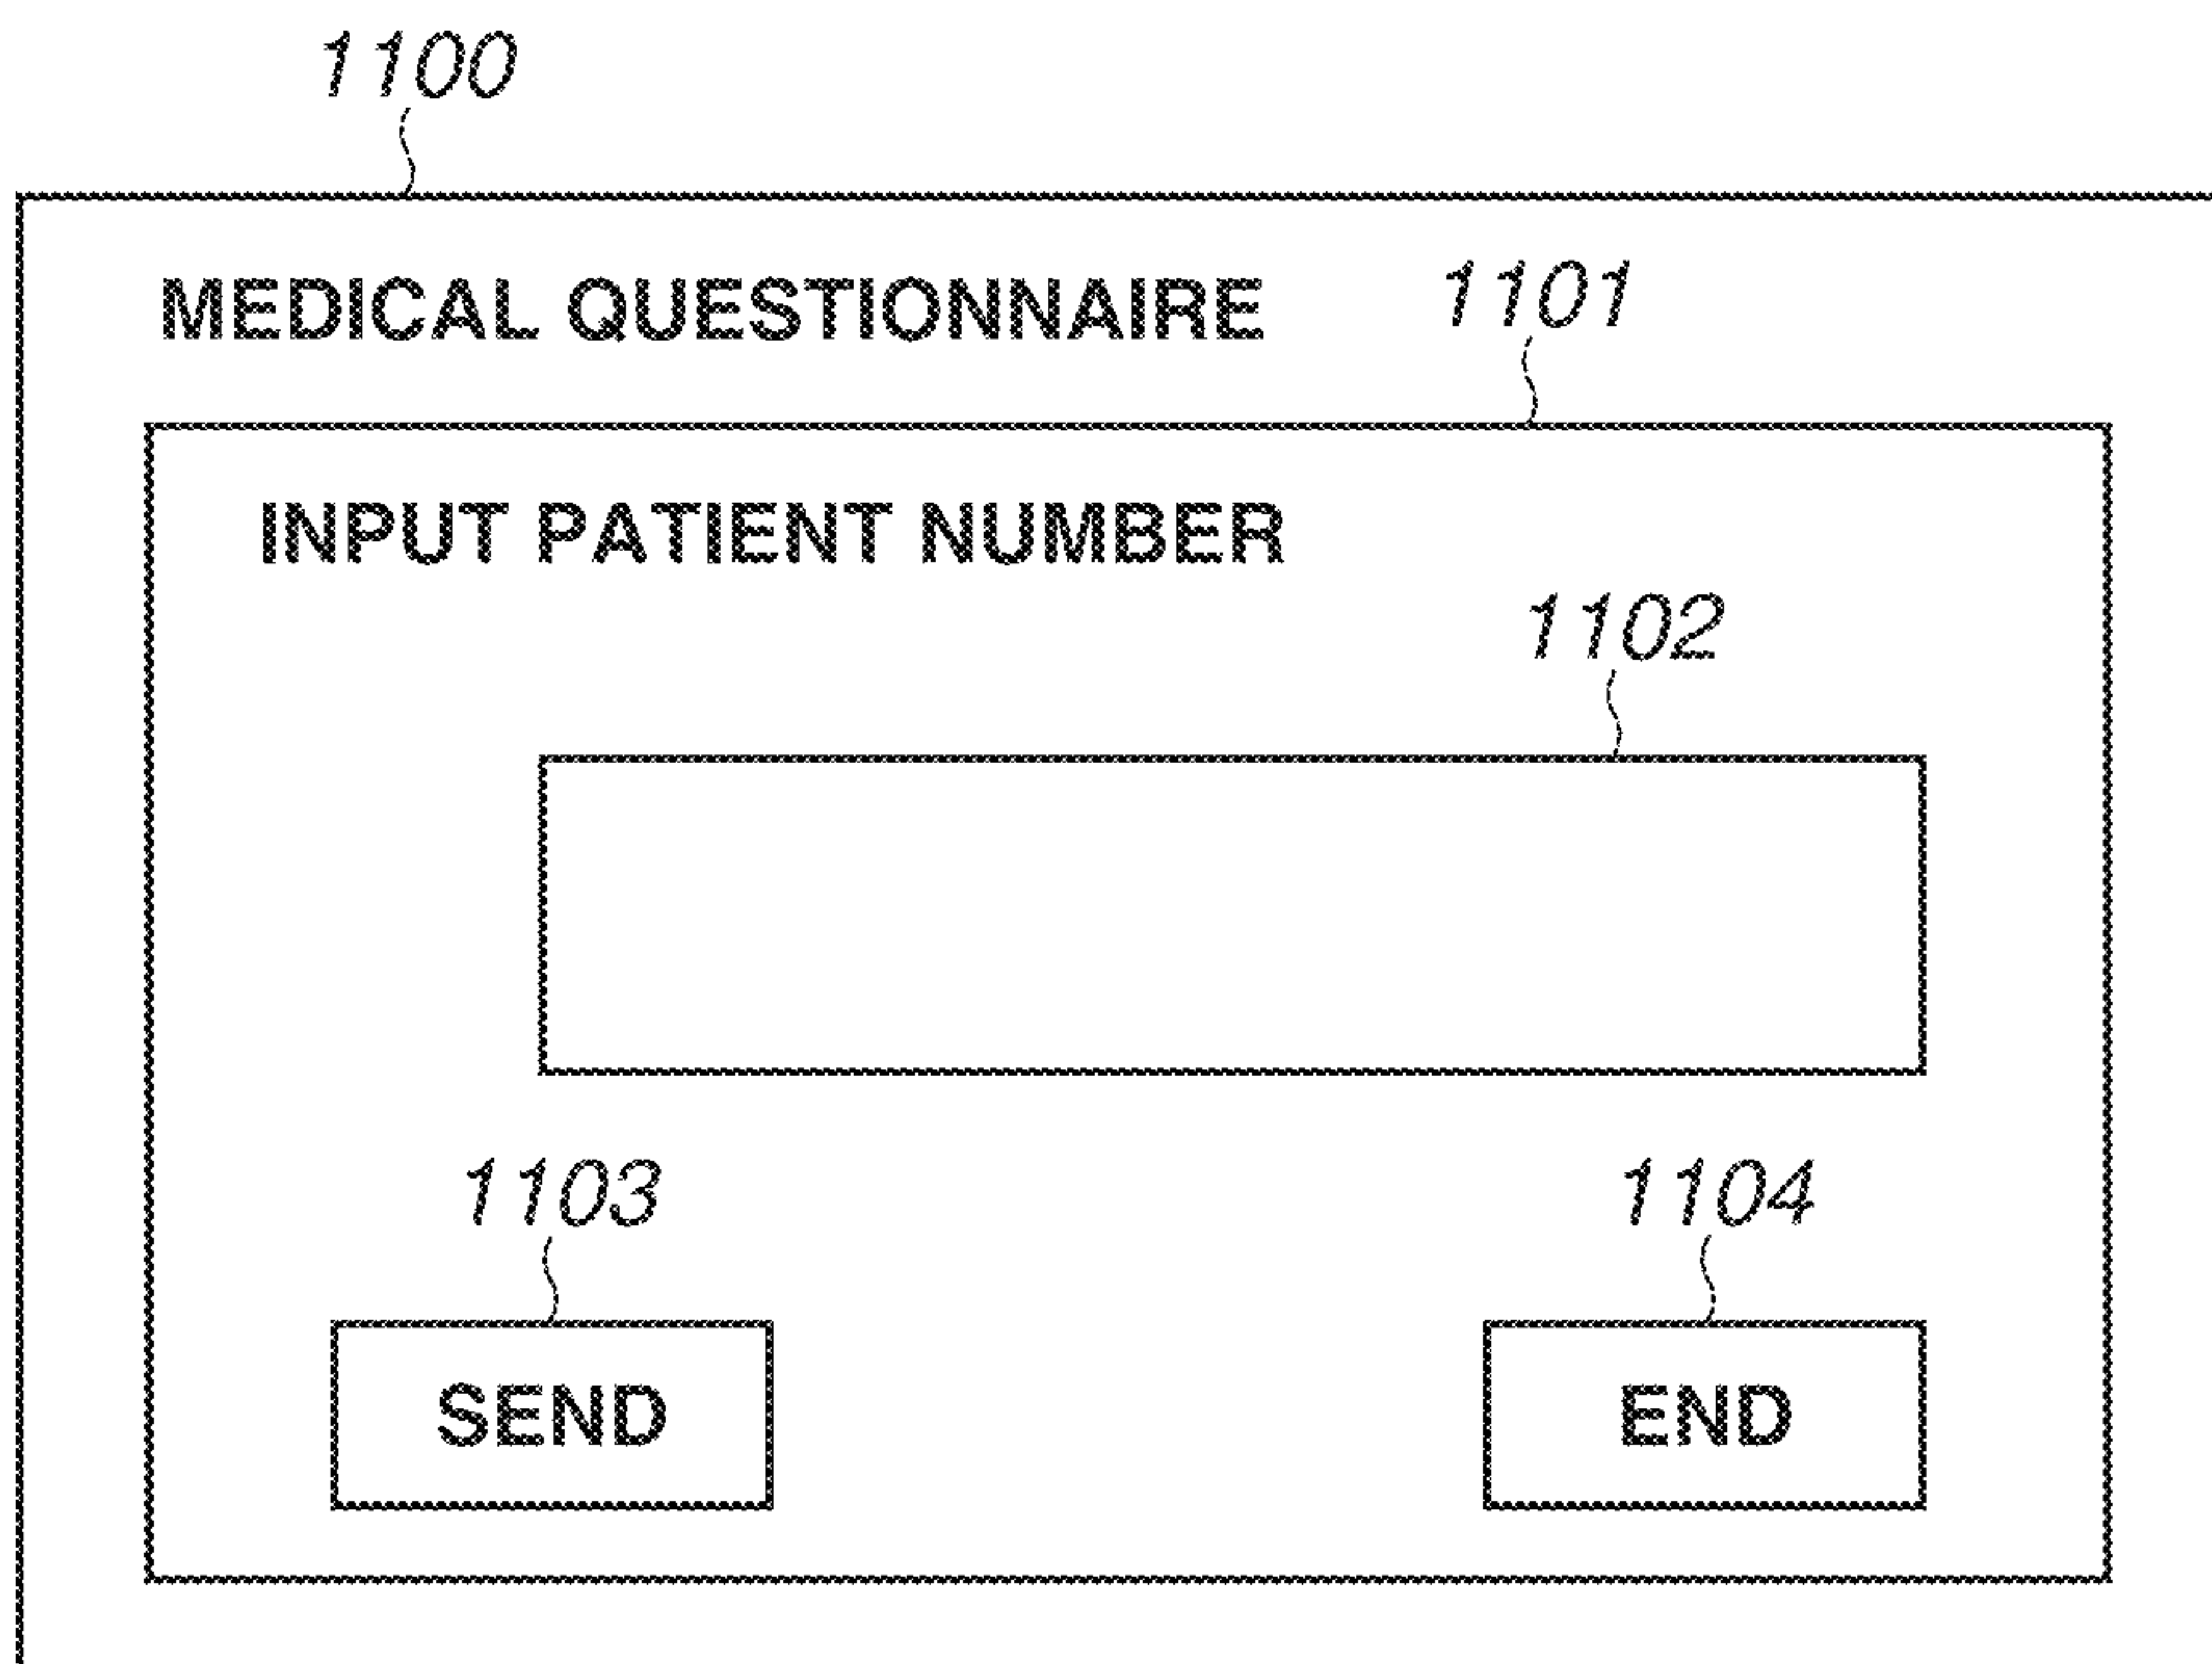 1100
MEDICAL QUESTIONNAIRE 1101
INPUT PATIENT NUMBER
1102
1103 1104
SEND END